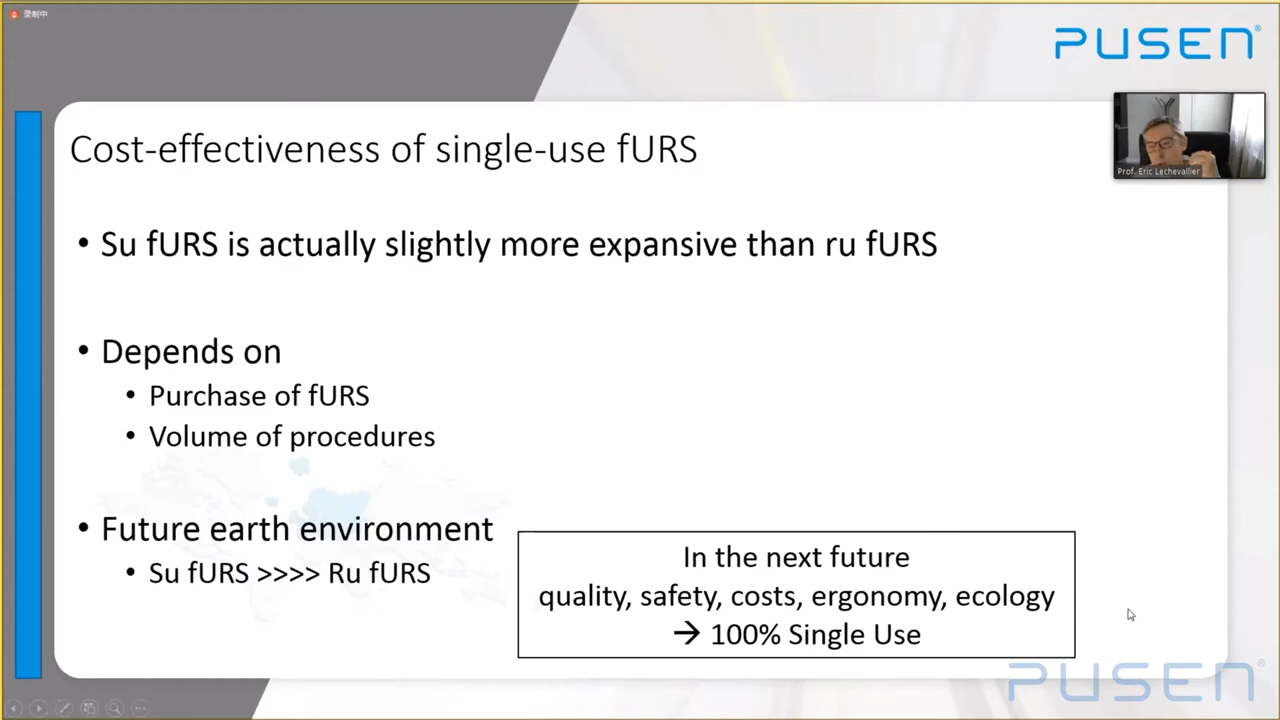 录制中
PUSEN®
Cost-effectiveness of single-use fURS
Prof. Eric Lechevallier
• Su fURS is actually slightly more expansive than ru fURS
• Depends on
• Purchase of fURS
• Volume of procedures
• Future earth environment
• Su fURS >>>> Ru fURS
In the next future
quality, safety, costs, ergonomy, ecology
→ 100% Single Use
PUSEN®